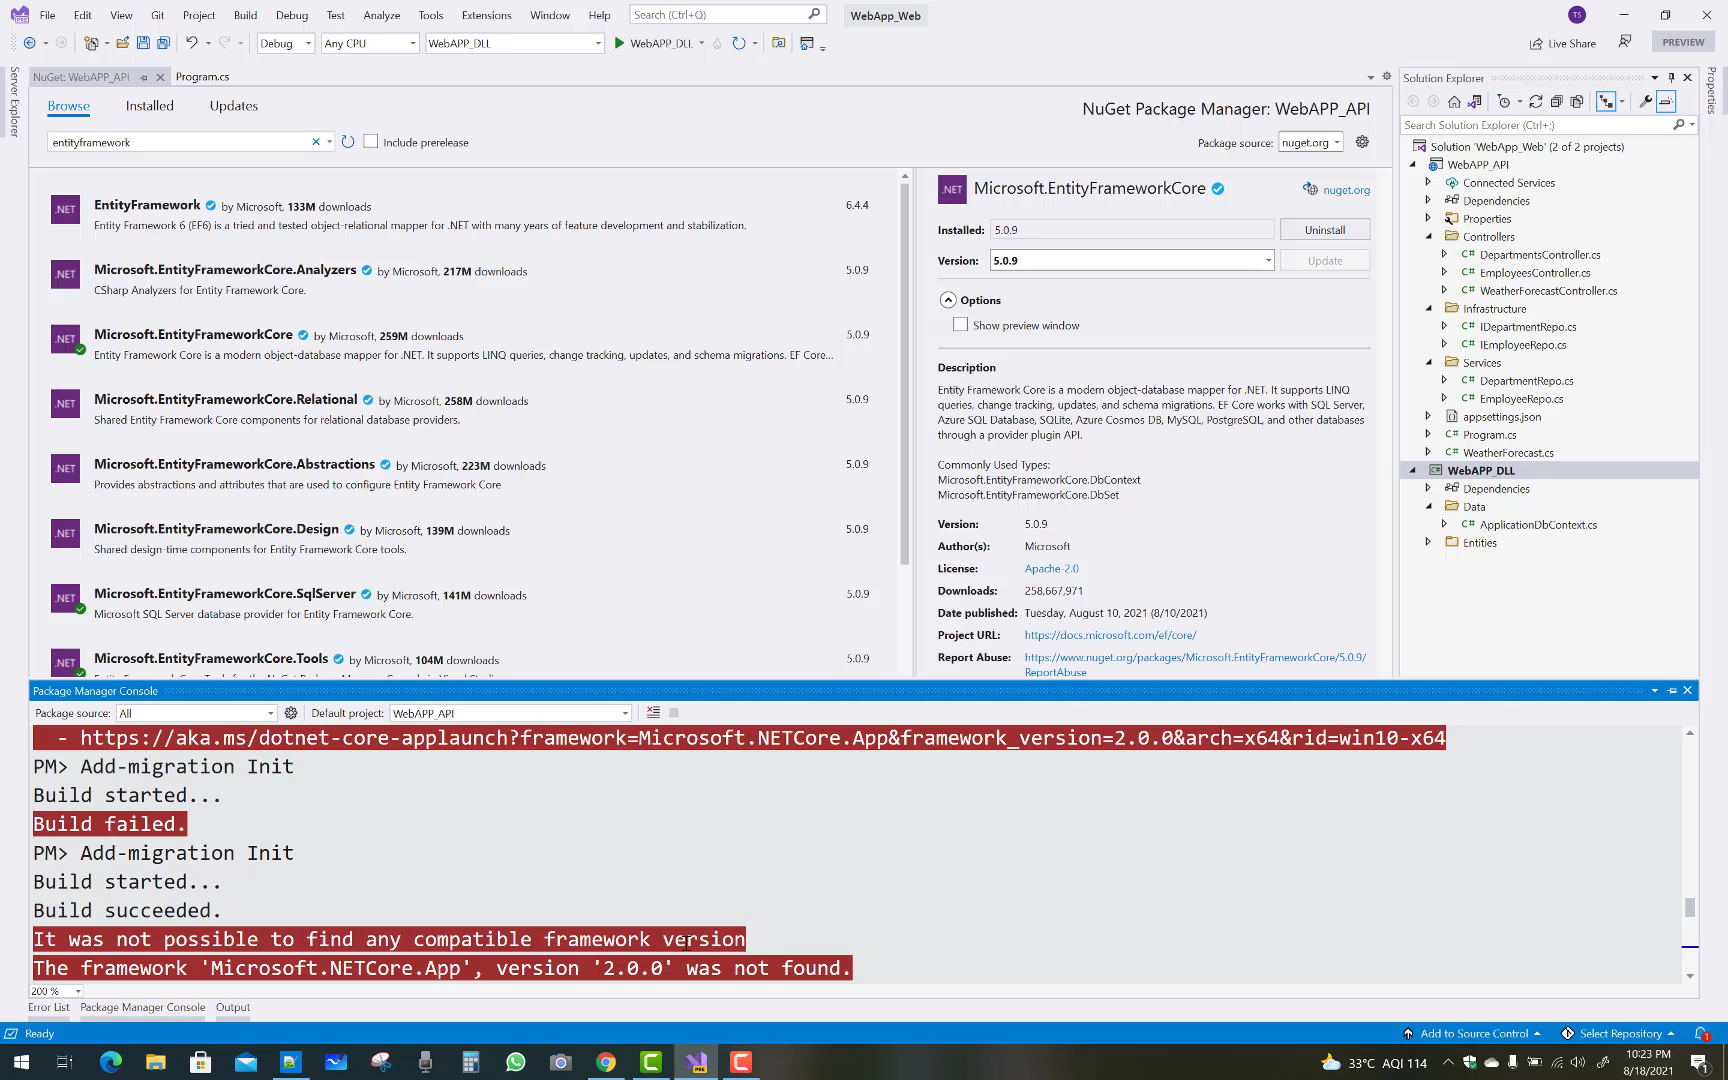 File Edit View Git Project Build Debug Test Analyze Tools Extensions Window Help Search (Ctrl+Q) WebApp_Web TS
Debug Any CPU WebAPP_DLL WebAPP_DLL Live Share PREVIEW
Server Explorer
NuGet: WebAPP_API Program.cs
Browse Installed Updates
NuGet Package Manager: WebAPP_API
entityframework Include prerelease
Package source: nuget.org
.NET EntityFramework by Microsoft, 133M downloads 6.4.4
Entity Framework 6 (EF6) is a tried and tested object-relational mapper for .NET with many years of feature development and stabilization.
.NET Microsoft.EntityFrameworkCore.Analyzers by Microsoft, 217M downloads 5.0.9
CSharp Analyzers for Entity Framework Core.
.NET Microsoft.EntityFrameworkCore by Microsoft, 259M downloads 5.0.9
Entity Framework Core is a modern object-database mapper for .NET. It supports LINQ queries, change tracking, updates, and schema migrations. EF Core...
.NET Microsoft.EntityFrameworkCore.Relational by Microsoft, 258M downloads 5.0.9
Shared Entity Framework Core components for relational database providers.
.NET Microsoft.EntityFrameworkCore.Abstractions by Microsoft, 223M downloads 5.0.9
Provides abstractions and attributes that are used to configure Entity Framework Core
.NET Microsoft.EntityFrameworkCore.Design by Microsoft, 139M downloads 5.0.9
Shared design-time components for Entity Framework Core tools.
.NET Microsoft.EntityFrameworkCore.SqlServer by Microsoft, 141M downloads 5.0.9
Microsoft SQL Server database provider for Entity Framework Core.
.NET Microsoft.EntityFrameworkCore.Tools by Microsoft, 104M downloads 5.0.9
.NET Microsoft.EntityFrameworkCore nuget.org
Installed: 5.0.9 Uninstall
Version: 5.0.9 Update
Options
Show preview window
Description
Entity Framework Core is a modern object-database mapper for .NET. It supports LINQ
queries, change tracking, updates, and schema migrations. EF Core works with SQL Server,
Azure SQL Database, SQLite, Azure Cosmos DB, MySQL, PostgreSQL, and other databases
through a provider plugin API.
Commonly Used Types:
Microsoft.EntityFrameworkCore.DbContext
Microsoft.EntityFrameworkCore.DbSet
Version: 5.0.9
Author(s): Microsoft
License: Apache-2.0
Downloads: 258,667,971
Date published: Tuesday, August 10, 2021 (8/10/2021)
Project URL: https://docs.microsoft.com/ef/core/
Report Abuse: https://www.nuget.org/packages/Microsoft.EntityFrameworkCore/5.0.9/
ReportAbuse
Solution Explorer
Search Solution Explorer (Ctrl+;)
Solution 'WebApp_Web' (2 of 2 projects)
WebAPP_API
Connected Services
Dependencies
Properties
Controllers
C# DepartmentsController.cs
C# EmployeesController.cs
C# WeatherForecastController.cs
Infrastructure
C# IDepartmentRepo.cs
C# IEmployeeRepo.cs
Services
C# DepartmentRepo.cs
C# EmployeeRepo.cs
appsettings.json
C# Program.cs
C# WeatherForecast.cs
C# WebAPP_DLL
Dependencies
Data
C# ApplicationDbContext.cs
Entities
Properties
Package Manager Console
Package source: All Default project: WebAPP_API
- https://aka.ms/dotnet-core-applaunch?framework=Microsoft.NETCore.App&framework_version=2.0.0&arch=x64&rid=win10-x64
PM> Add-migration Init
Build started...
Build failed.
PM> Add-migration Init
Build started...
Build succeeded.
It was not possible to find any compatible framework version
The framework 'Microsoft.NETCore.App', version '2.0.0' was not found.
200 %
Error List Package Manager Console Output
Ready Add to Source Control Select Repository 1
PRE 33°C AQI 114 10:23 PM
8/18/2021 1